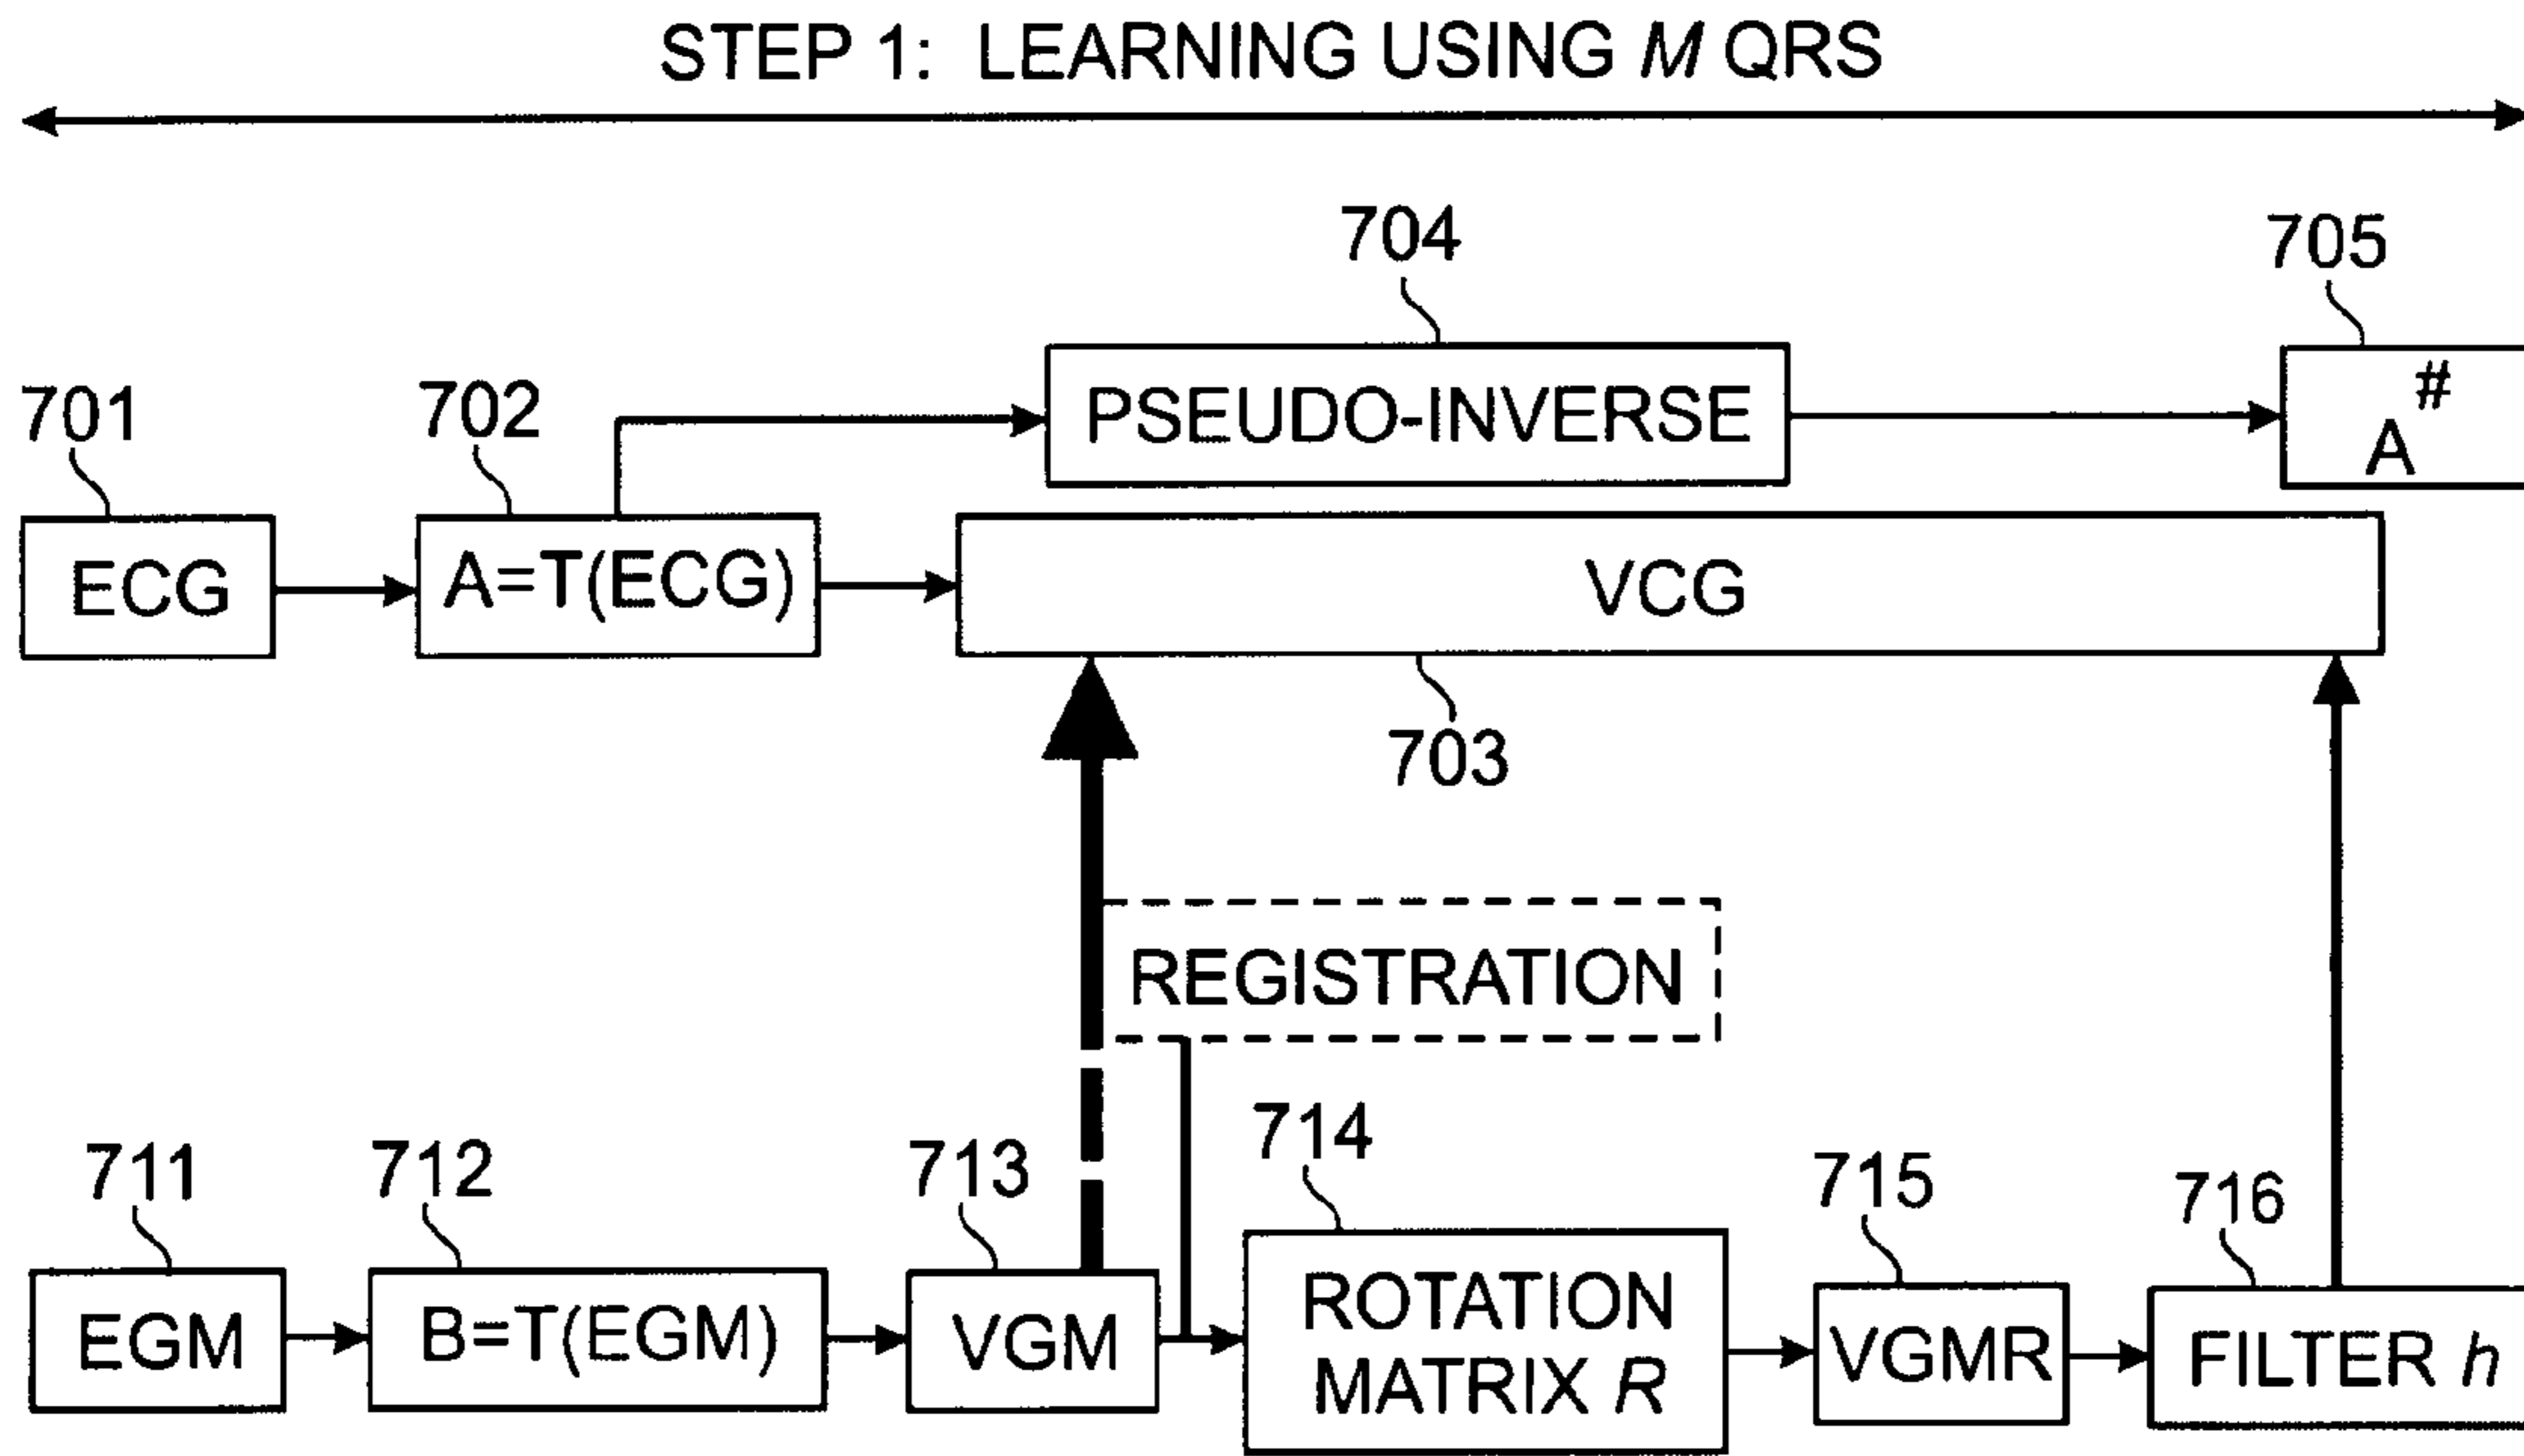 STEP 1: LEARNING USING M QRS
704
705
701
702
PSEUDO-INVERSE
A#
ECG
A=T(ECG)
VCG
703
REGISTRATION
711
712
713
714
715
716
EGM
B=T(EGM)
VGM
ROTATION
MATRIX R
VGMR
FILTER h